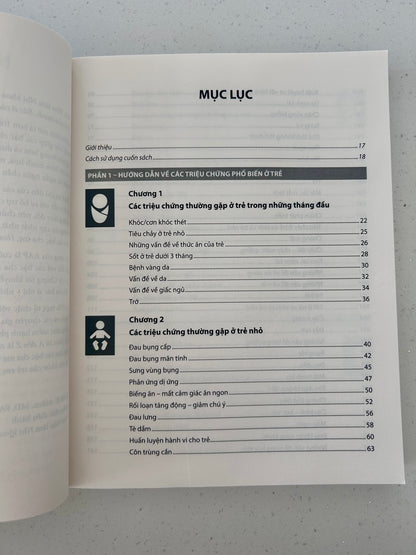 MỤC LỤC
Giới thiệu 17
Cách sử dụng cuốn sách 18
PHẦN 1 – HƯỚNG DẪN VỀ CÁC TRIỆU CHỨNG PHỔ BIẾN Ở TRẺ
Chương 1
Các triệu chứng thường gặp ở trẻ trong những tháng đầu
Khóc/cơn khóc thét 22
Tiêu chảy ở trẻ nhỏ 25
Những vấn đề về thức ăn của trẻ 26
Sốt ở trẻ dưới 3 tháng 28
Bệnh vàng da 30
Vấn đề về da 32
Vấn đề về giấc ngủ 34
Trớ 36
Chương 2
Các triệu chứng thường gặp ở trẻ nhỏ
Đau bụng cấp 40
Đau bụng mãn tính 42
Sưng vùng bụng 45
Phản ứng dị ứng 47
Biếng ăn – mất cảm giác ăn ngon 50
Rối loạn tăng động – giảm chú ý 52
Đau lưng 56
Tè dầm 58
Huấn luyện hành vi cho trẻ 60
Côn trùng cắn 63